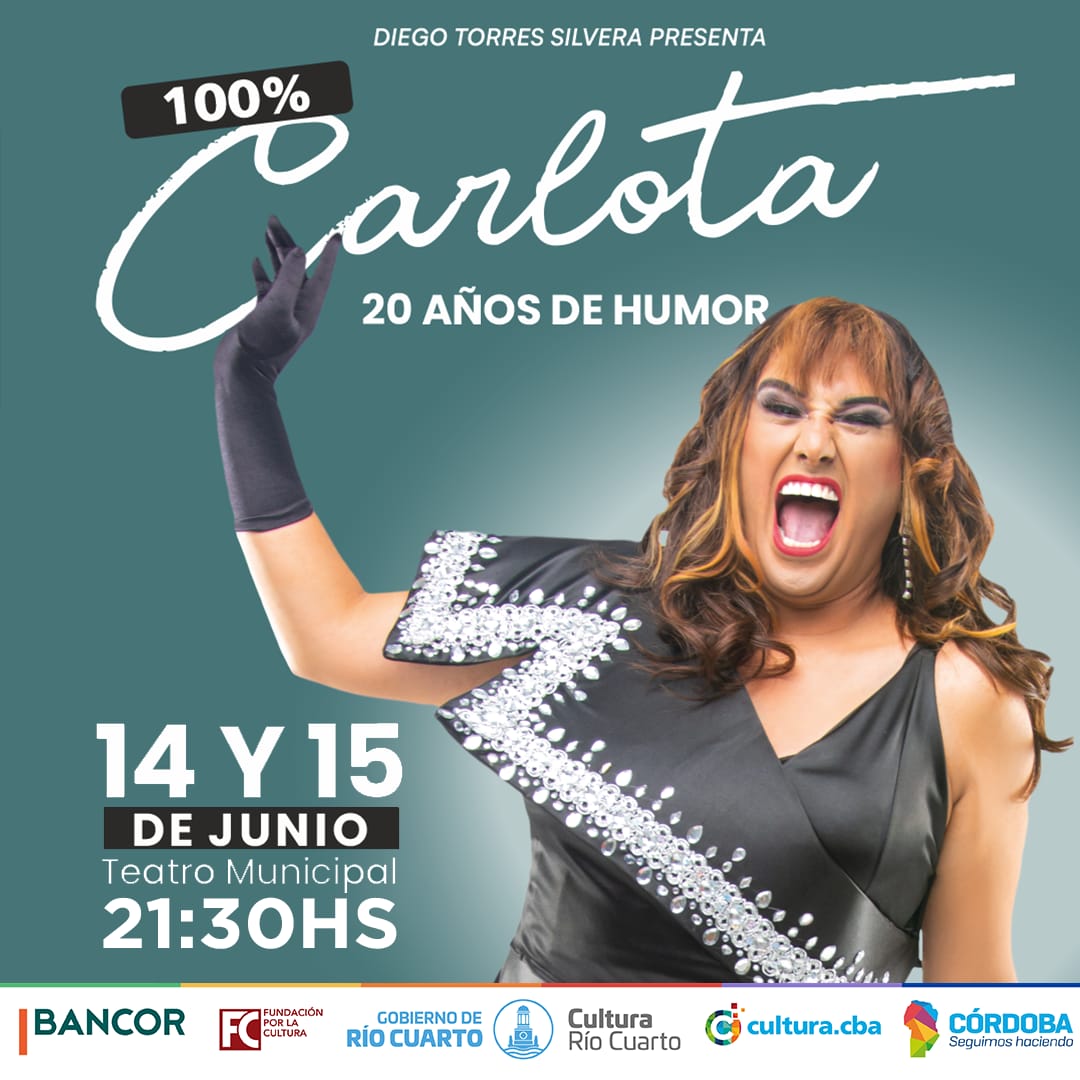 DIEGO TORRES SILVERA PRESENTA
100%
Carlota
20 AÑOS DE HUMOR
14 Y 15
DE JUNIO
Teatro Municipal
21:30HS
BANCOR
FC
FUNDACIÓN
POR LA
CULTURA
GOBIERNO DE
RÍO CUARTO
Cultura
Río Cuarto
cultura.cba
CÓRDOBA
Seguimos haciendo